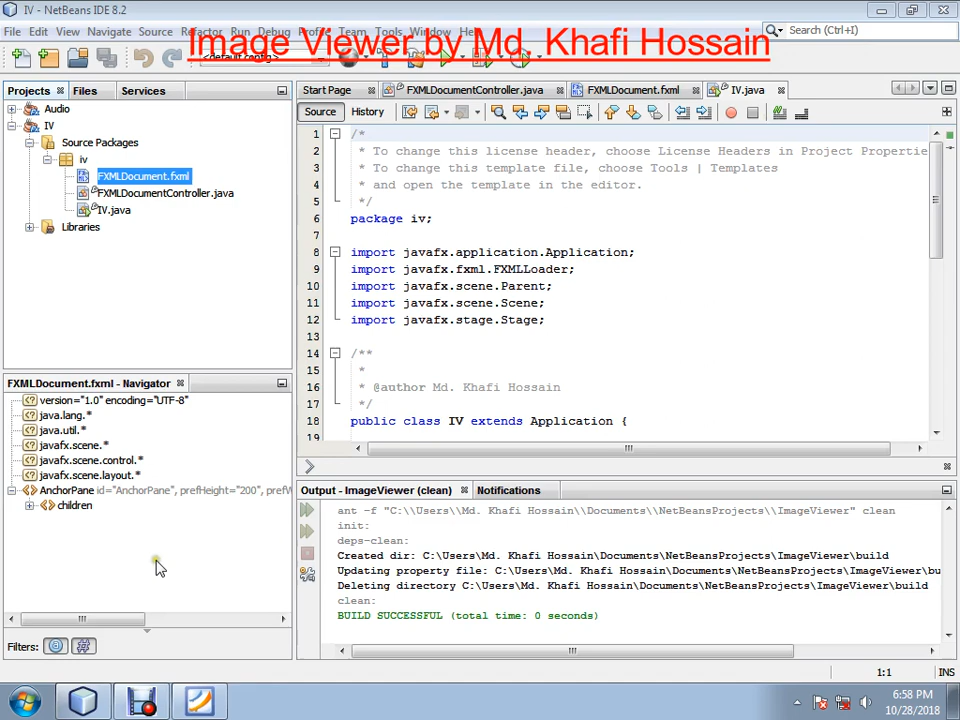 IV - NetBeans IDE 8.2
File Edit View Navigate Source Refactor Run Debug Profile Team Tools Window Help
Search (Ctrl+I)
Image Viewer by Md. Khafi Hossain
<default config>
Projects Files Services
Start Page FXMLDocumentController.java FXMLDocument.fxml IV.java
Source History
Audio
IV
Source Packages
iv
FXMLDocument.fxml
FXMLDocumentController.java
IV.java
Libraries
1 /*
2 * To change this license header, choose License Headers in Project Propertie
3 * To change this template file, choose Tools | Templates
4 * and open the template in the editor.
5 */
6 package iv;
7
8 import javafx.application.Application;
9 import javafx.fxml.FXMLLoader;
10 import javafx.scene.Parent;
11 import javafx.scene.Scene;
12 import javafx.stage.Stage;
13
14 /**
15 *
16 * @author Md. Khafi Hossain
17 */
18 public class IV extends Application {
19
FXMLDocument.fxml - Navigator
version="1.0" encoding="UTF-8"
java.lang.*
java.util.*
javafx.scene.*
javafx.scene.control.*
javafx.scene.layout.*
AnchorPane id="AnchorPane", prefHeight="200", prefW
children
Filters:
Output - ImageViewer (clean) Notifications
ant -f "C:\\Users\\Md. Khafi Hossain\\Documents\\NetBeansProjects\\ImageViewer" clean
init:
deps-clean:
Created dir: C:\Users\Md. Khafi Hossain\Documents\NetBeansProjects\ImageViewer\build
Updating property file: C:\Users\Md. Khafi Hossain\Documents\NetBeansProjects\ImageViewer\bu
Deleting directory C:\Users\Md. Khafi Hossain\Documents\NetBeansProjects\ImageViewer\build
clean:
BUILD SUCCESSFUL (total time: 0 seconds)
1:1 INS
6:58 PM
10/28/2018